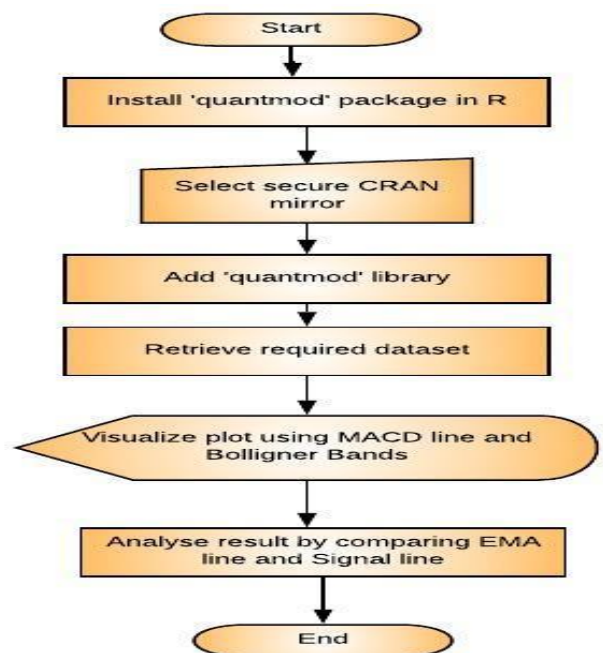 Start
Install 'quantmod' package in R
Select secure CRAN
mirror
Add 'quantmod' library
Retrieve required dataset
Visualize plot using MACD line and
Bolligner Bands
Analyse result by comparing EMA
line and Signal line
End